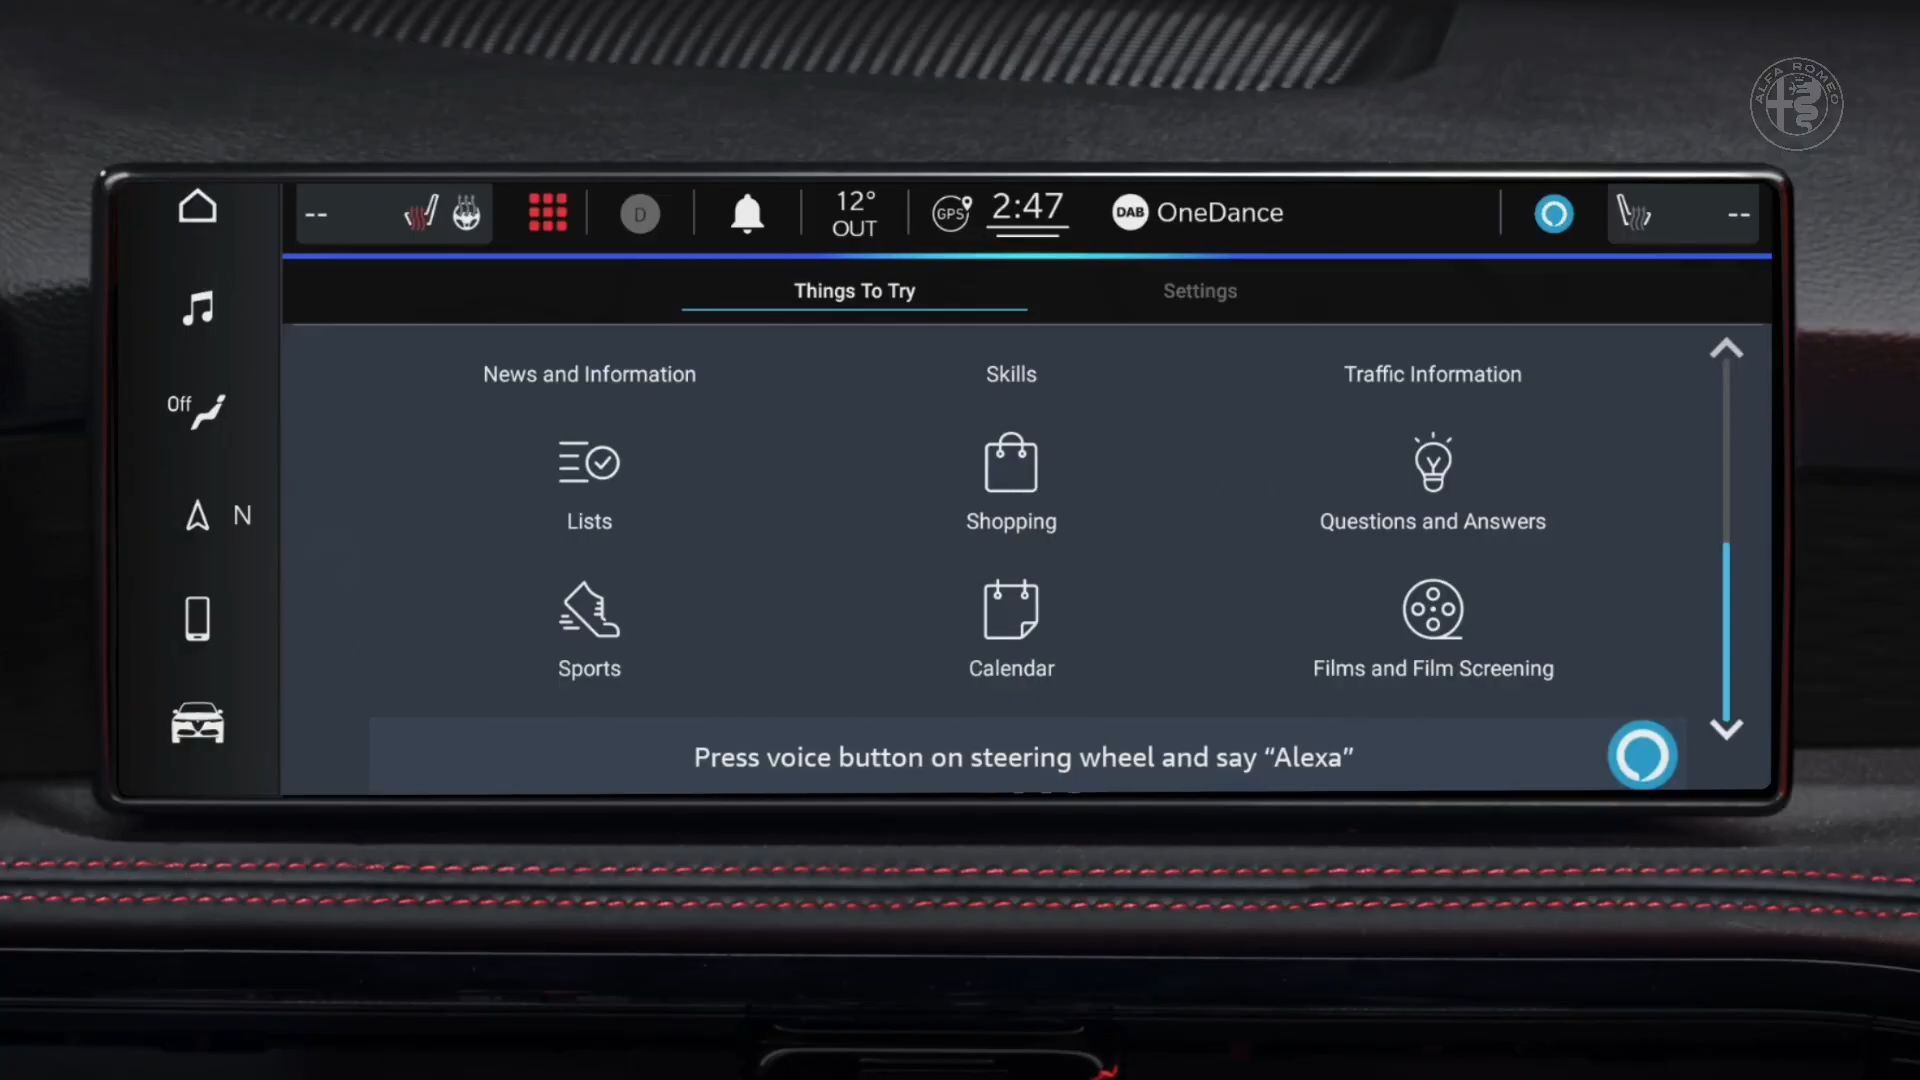 ALFA ROMEO
--
D
12°
OUT
GPS
2:47
DAB
OneDance
--
Things To Try
Settings
News and Information
Skills
Traffic Information
Off
Lists
Shopping
Questions and Answers
N
Sports
Calendar
Films and Film Screening
Press voice button on steering wheel and say “Alexa”